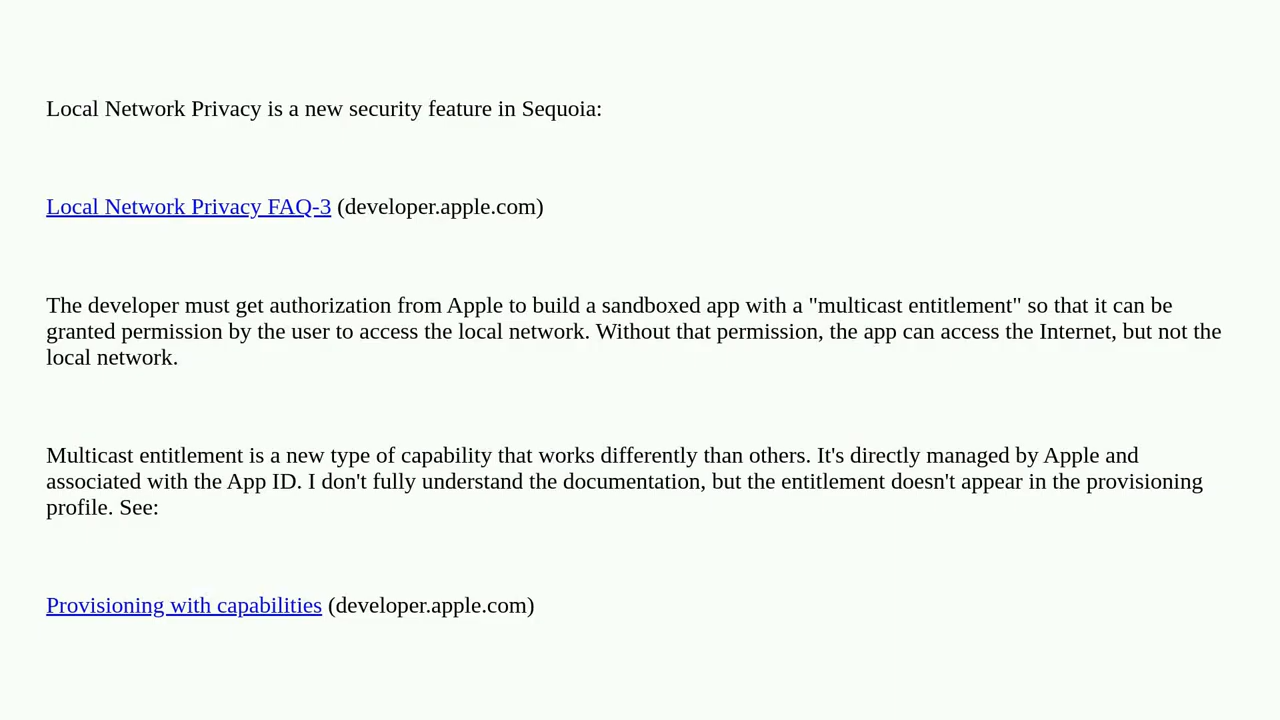 Local Network Privacy is a new security feature in Sequoia:
Local Network Privacy FAQ-3 (developer.apple.com)
The developer must get authorization from Apple to build a sandboxed app with a "multicast entitlement" so that it can be
granted permission by the user to access the local network. Without that permission, the app can access the Internet, but not the
local network.
Multicast entitlement is a new type of capability that works differently than others. It's directly managed by Apple and
associated with the App ID. I don't fully understand the documentation, but the entitlement doesn't appear in the provisioning
profile. See:
Provisioning with capabilities (developer.apple.com)